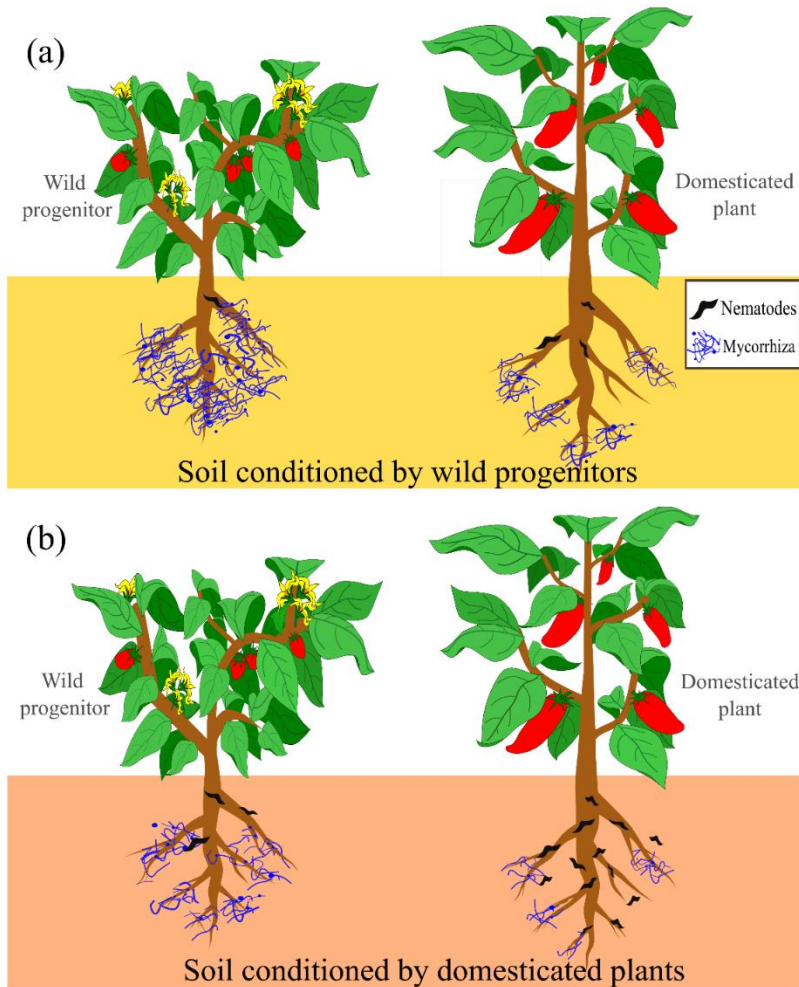 (a)
Wild
progenitor
Domesticated
plant
Nematodes
Mycorrhiza
Soil conditioned by wild progenitors
(b)
Wild
progenitor
Domesticated
plant
Soil conditioned by domesticated plants